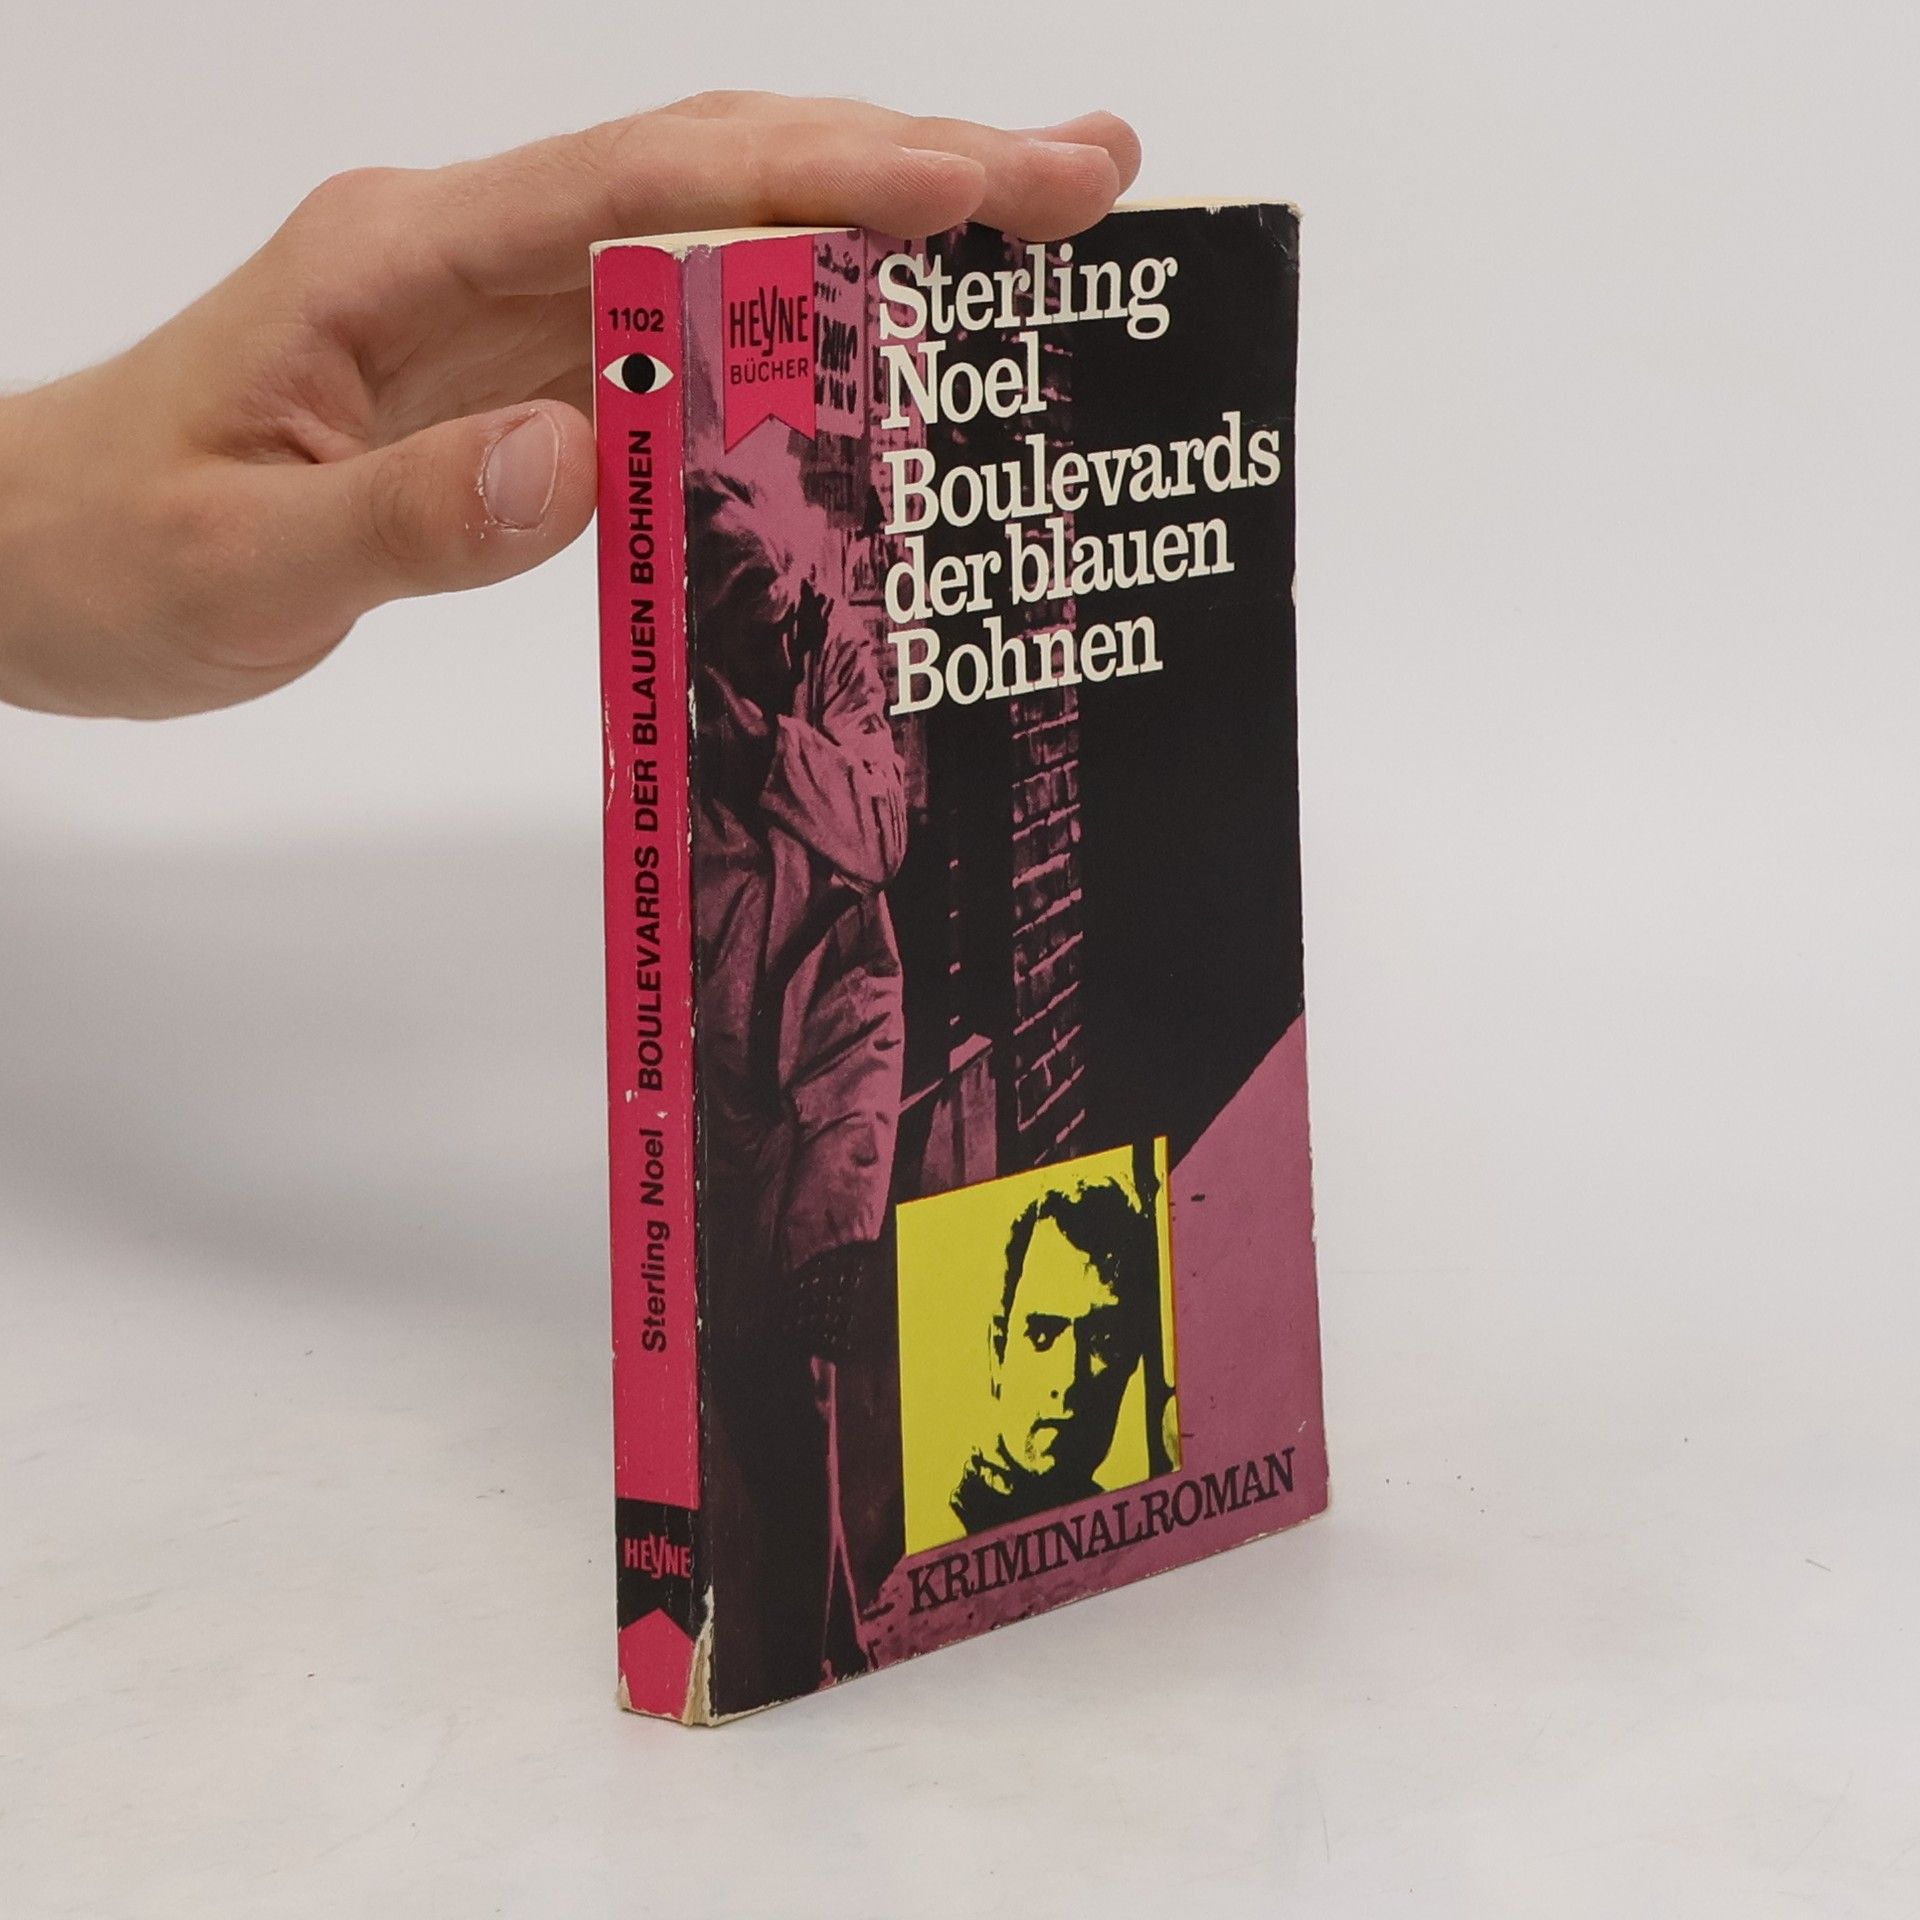 1102
Sterling Noel . BOULEVARDS DER BLAUEN BOHNEN
HEYNE
HEYNE
BÜCHER
Sterling
Noel
Boulevards
der blauen
Bohnen
KRIMINALROMAN